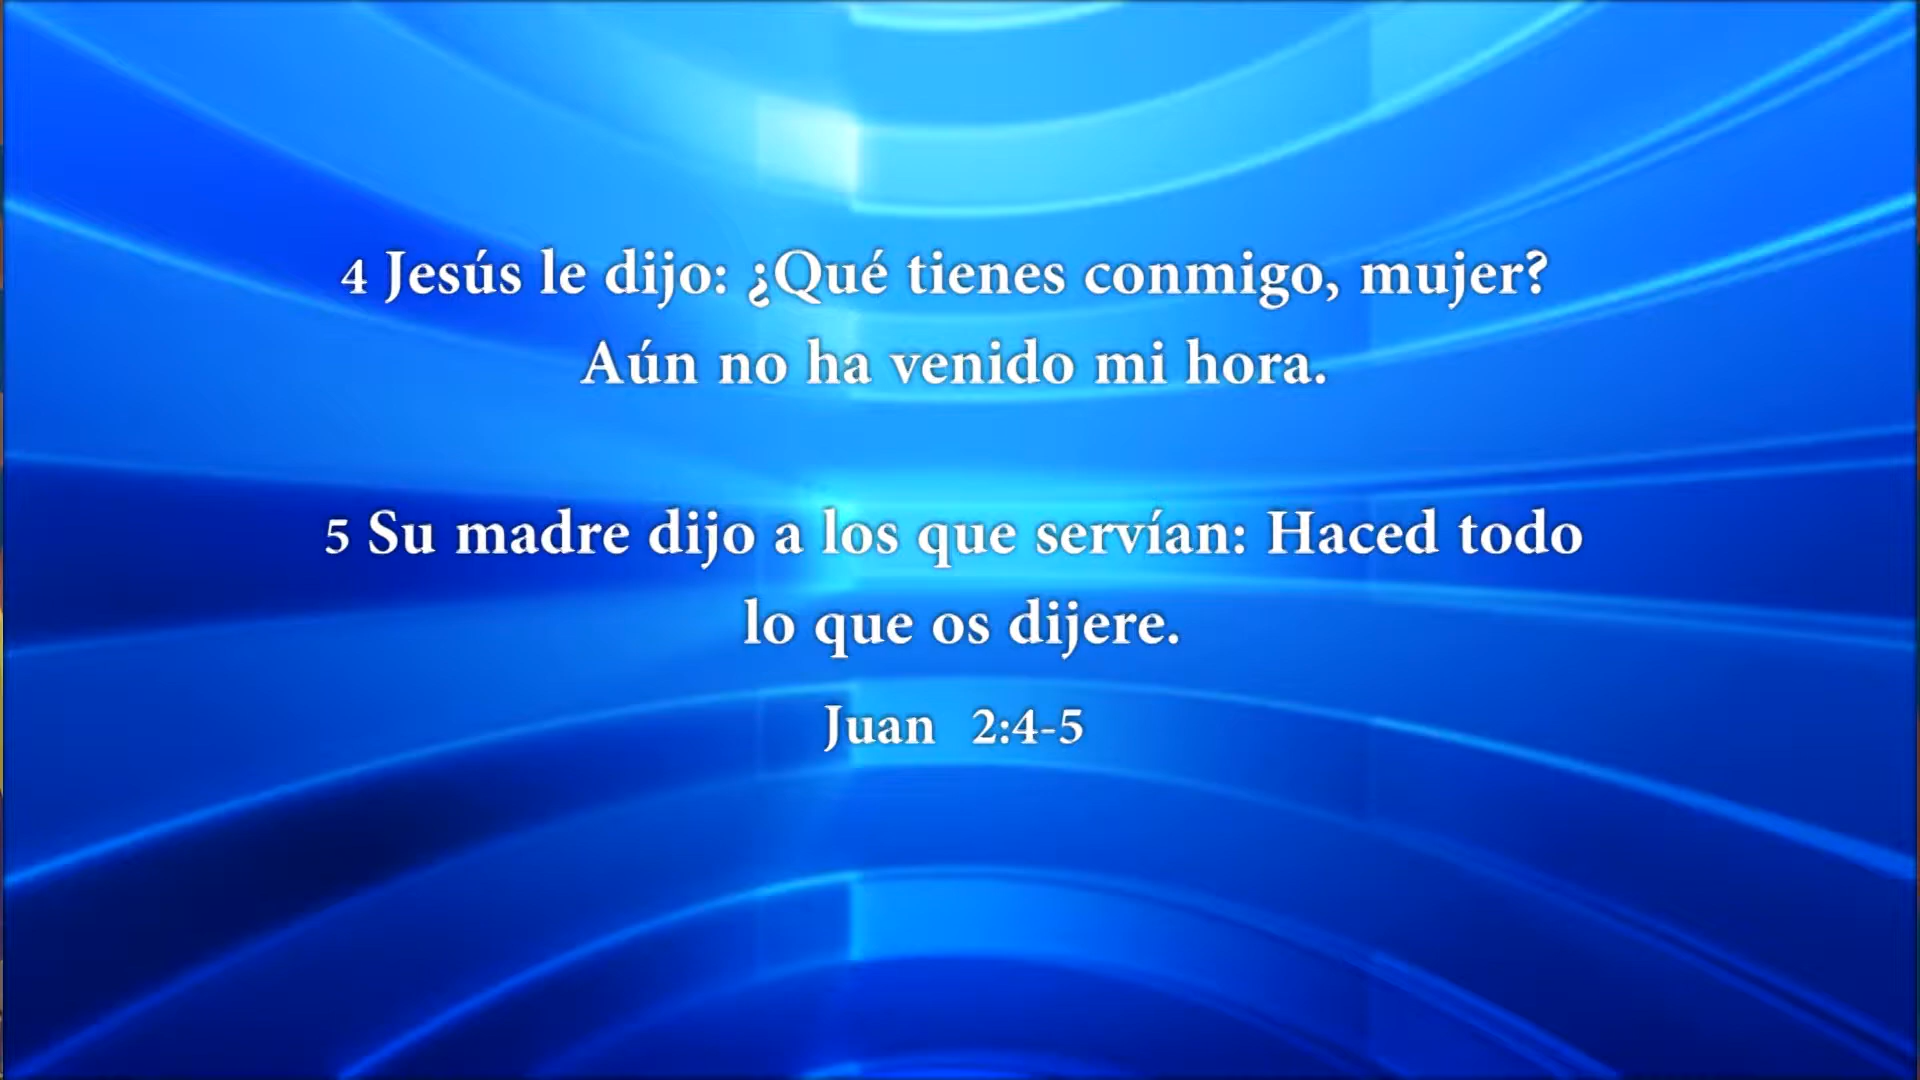 4 Jesús le dijo: ¿Qué tienes conmigo, mujer?
Aún no ha venido mi hora.
5 Su madre dijo a los que servían: Haced todo
lo que os dijere.
Juan 2:4-5